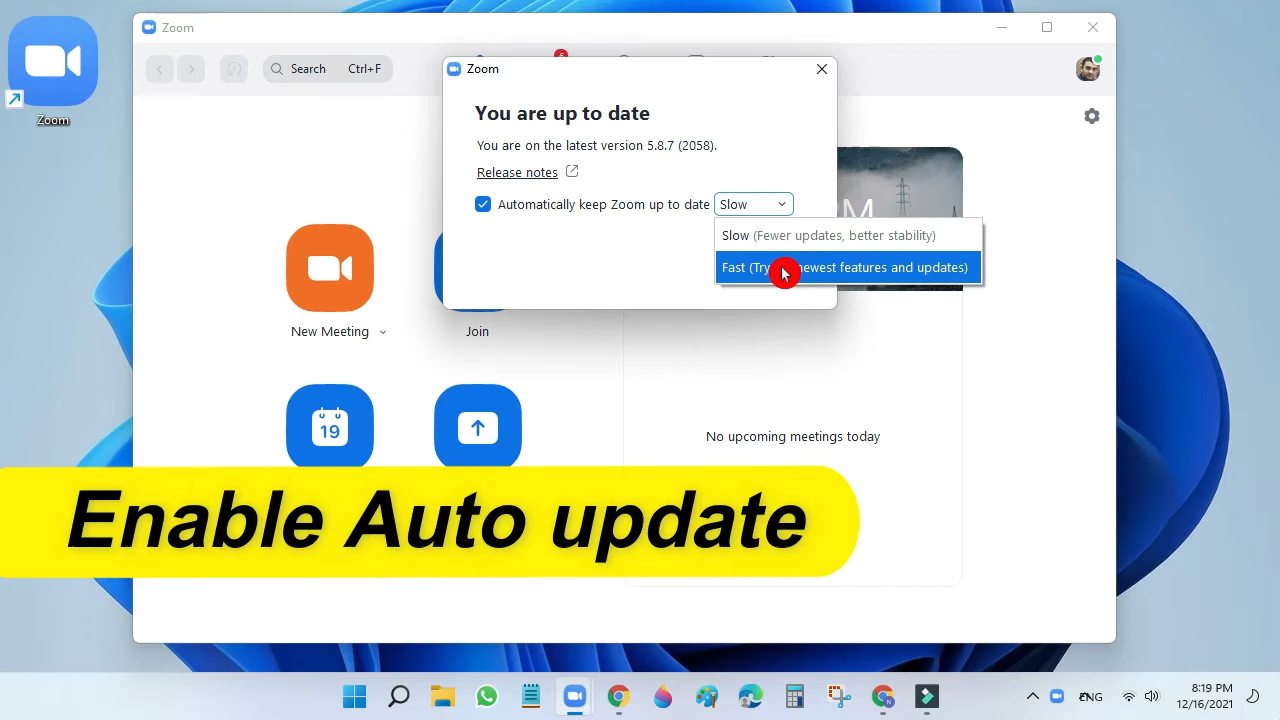 Zoom
Search Ctrl+F
6
Zoom
Zoom
You are up to date
You are on the latest version 5.8.7 (2058).
Release notes
Automatically keep Zoom up to date Slow
Slow (Fewer updates, better stability)
Fast (Try newest features and updates)
New Meeting
Join
19
No upcoming meetings today
Enable Auto update
ENG
8:19 PM
12/16/2021